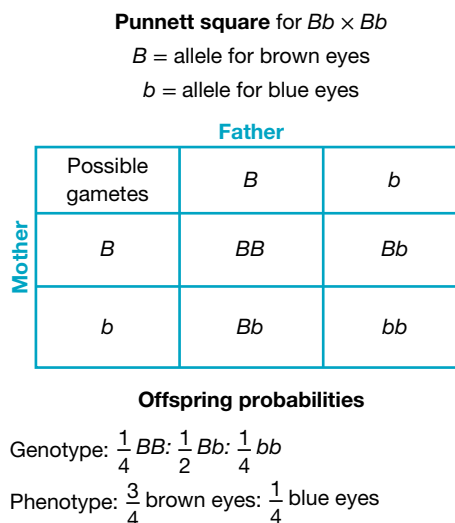 Punnett square for Bb × Bb
B = allele for brown eyes
b = allele for blue eyes
Father
Possible gametes B b
Mother
B BB Bb
b Bb bb
Offspring probabilities
Genotype: 1/4 BB: 1/2 Bb: 1/4 bb
Phenotype: 3/4 brown eyes: 1/4 blue eyes